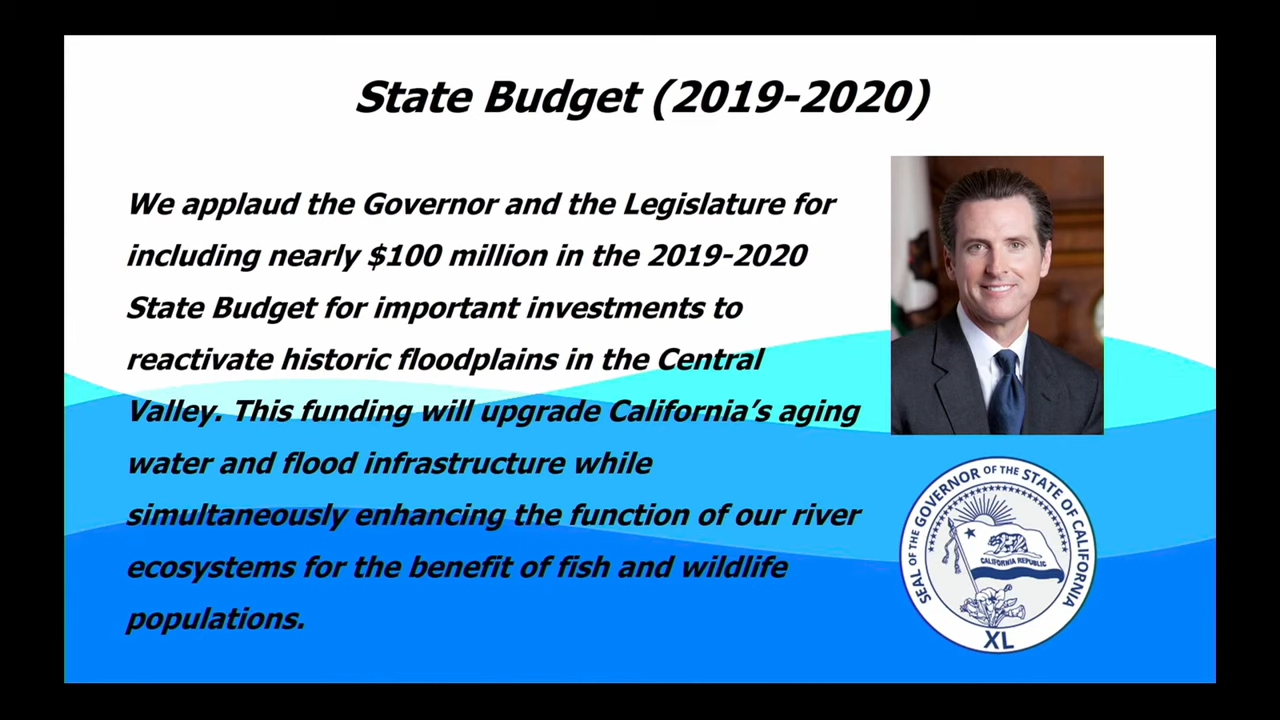 State Budget (2019-2020)
We applaud the Governor and the Legislature for
including nearly $100 million in the 2019-2020
State Budget for important investments to
reactivate historic floodplains in the Central
Valley. This funding will upgrade California’s aging
water and flood infrastructure while
simultaneously enhancing the function of our river
ecosystems for the benefit of fish and wildlife
populations.
SEAL OF THE GOVERNOR OF THE STATE OF CALIFORNIA
CALIFORNIA REPUBLIC
XL